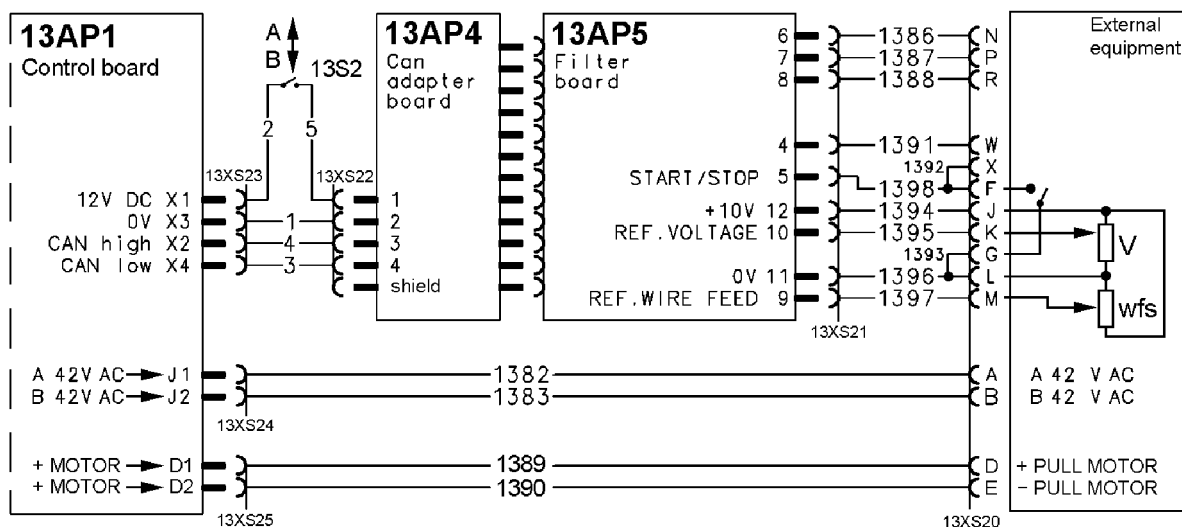 13AP1
Control board
A
B
13S2
2
5
13XS23
13XS22
12V DC X1
0V X3
CAN high X2
CAN low X4
1
4
3
13AP4
Can
adapter
board
1
2
3
4
shield
13AP5
Filter
board
6
7
8
4
START/STOP 5
+10V 12
REF.VOLTAGE 10
0V 11
REF.WIRE FEED 9
13XS21
1386
1387
1388
1391
1392
1398
1394
1395
1393
1396
1397
N
P
R
W
X
F
J
K
G
L
M
External
equipment
V
wfs
A 42V AC J1
B 42V AC J2
13XS24
1382
1383
A
B
A 42 V AC
B 42 V AC
+ MOTOR D1
+ MOTOR D2
13XS25
1389
1390
D
E
+ PULL MOTOR
− PULL MOTOR
13XS20